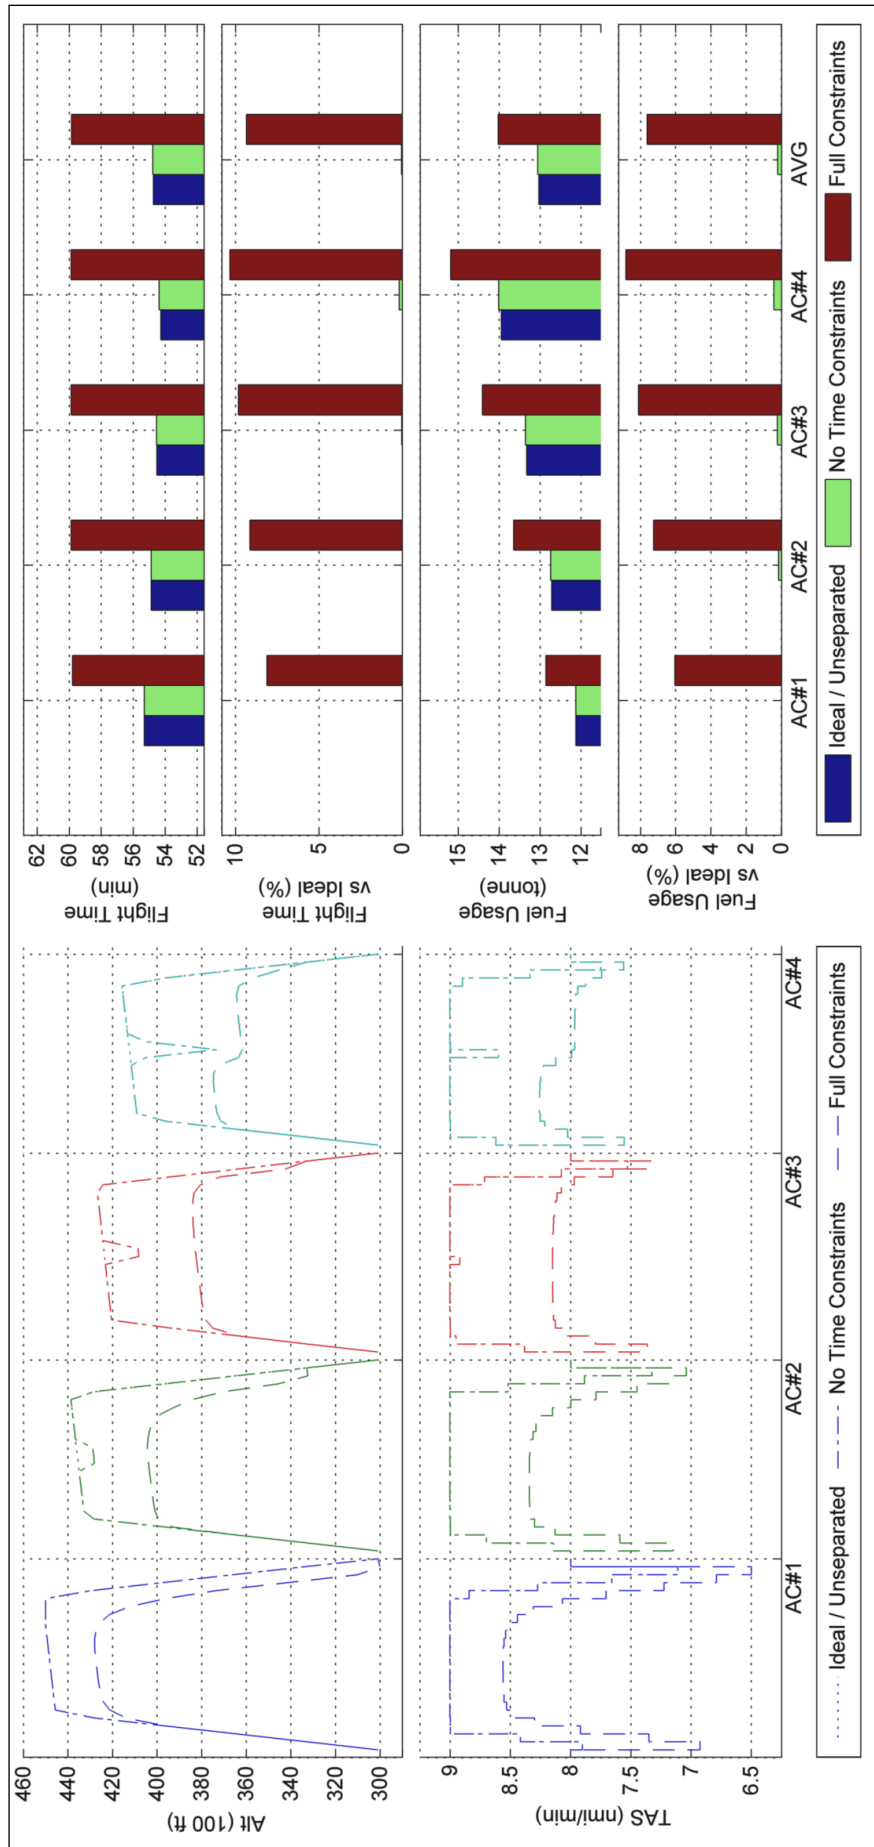 460
440
420
400
380
360
340
320
300
Alt (100 ft)
9
8.5
8
7.5
7
6.5
TAS (nmi/min)
AC#1
AC#2
AC#3
AC#4
Ideal / Unseparated
No Time Constraints
Full Constraints
62
60
58
56
54
52
Flight Time
(min)
10
5
0
Flight Time
vs Ideal (%)
15
14
13
12
Fuel Usage
(tonne)
8
6
4
2
0
Fuel Usage
vs Ideal (%)
AC#1
AC#2
AC#3
AC#4
AVG
Ideal / Unseparated
No Time Constraints
Full Constraints